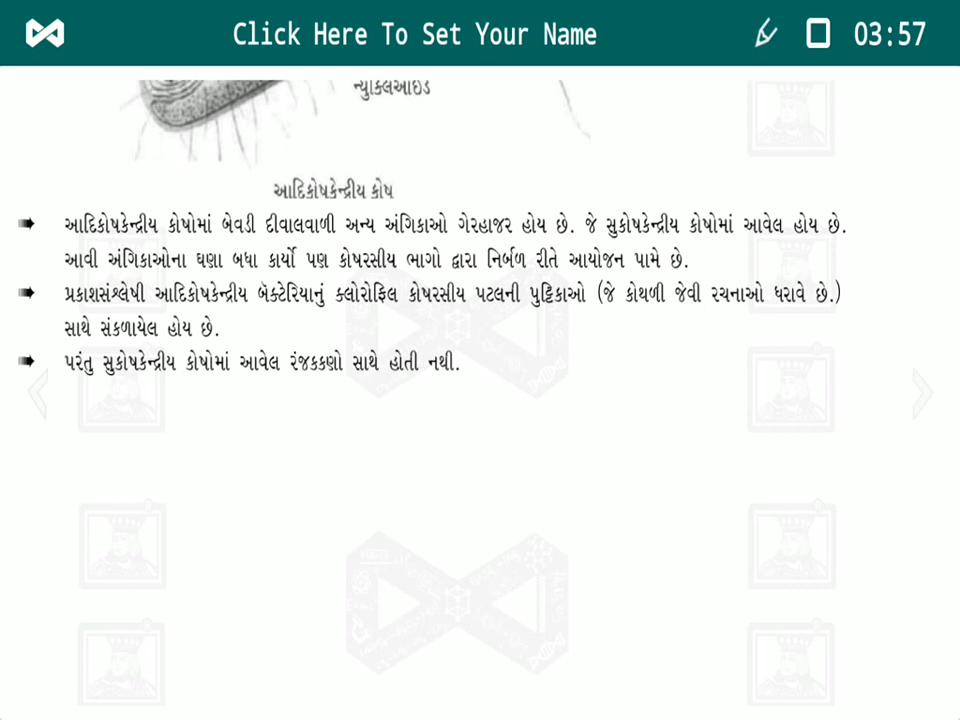 Click Here To Set Your Name
03:57
ન્યુક્લિઆઇડ
આદિકોષકેન્દ્રીય કોષ
આદિકોષકેન્દ્રીય કોષોમાં બેવડી દીવાલવાળી અન્ય અંગિકાઓ ગેરહાજર હોય છે. જે સુકોષકેન્દ્રીય કોષોમાં આવેલ હોય છે.
આવી અંગિકાઓના ઘણા બધા કાર્યો પણ કોષરસીય ભાગો દ્વારા નિર્બળ રીતે આયોજન પામે છે.
પ્રકાશસંશ્લેષી આદિકોષકેન્દ્રીય બૅક્ટેરિયાનું ક્લોરોફિલ કોષરસીય પટલની પુટ્ટિકાઓ (જે કોથળી જેવી રચનાઓ ધરાવે છે.)
સાથે સંકળાયેલ હોય છે.
પરંતુ સુકોષકેન્દ્રીય કોષોમાં આવેલ રંજકકણો સાથે હોતી નથી.